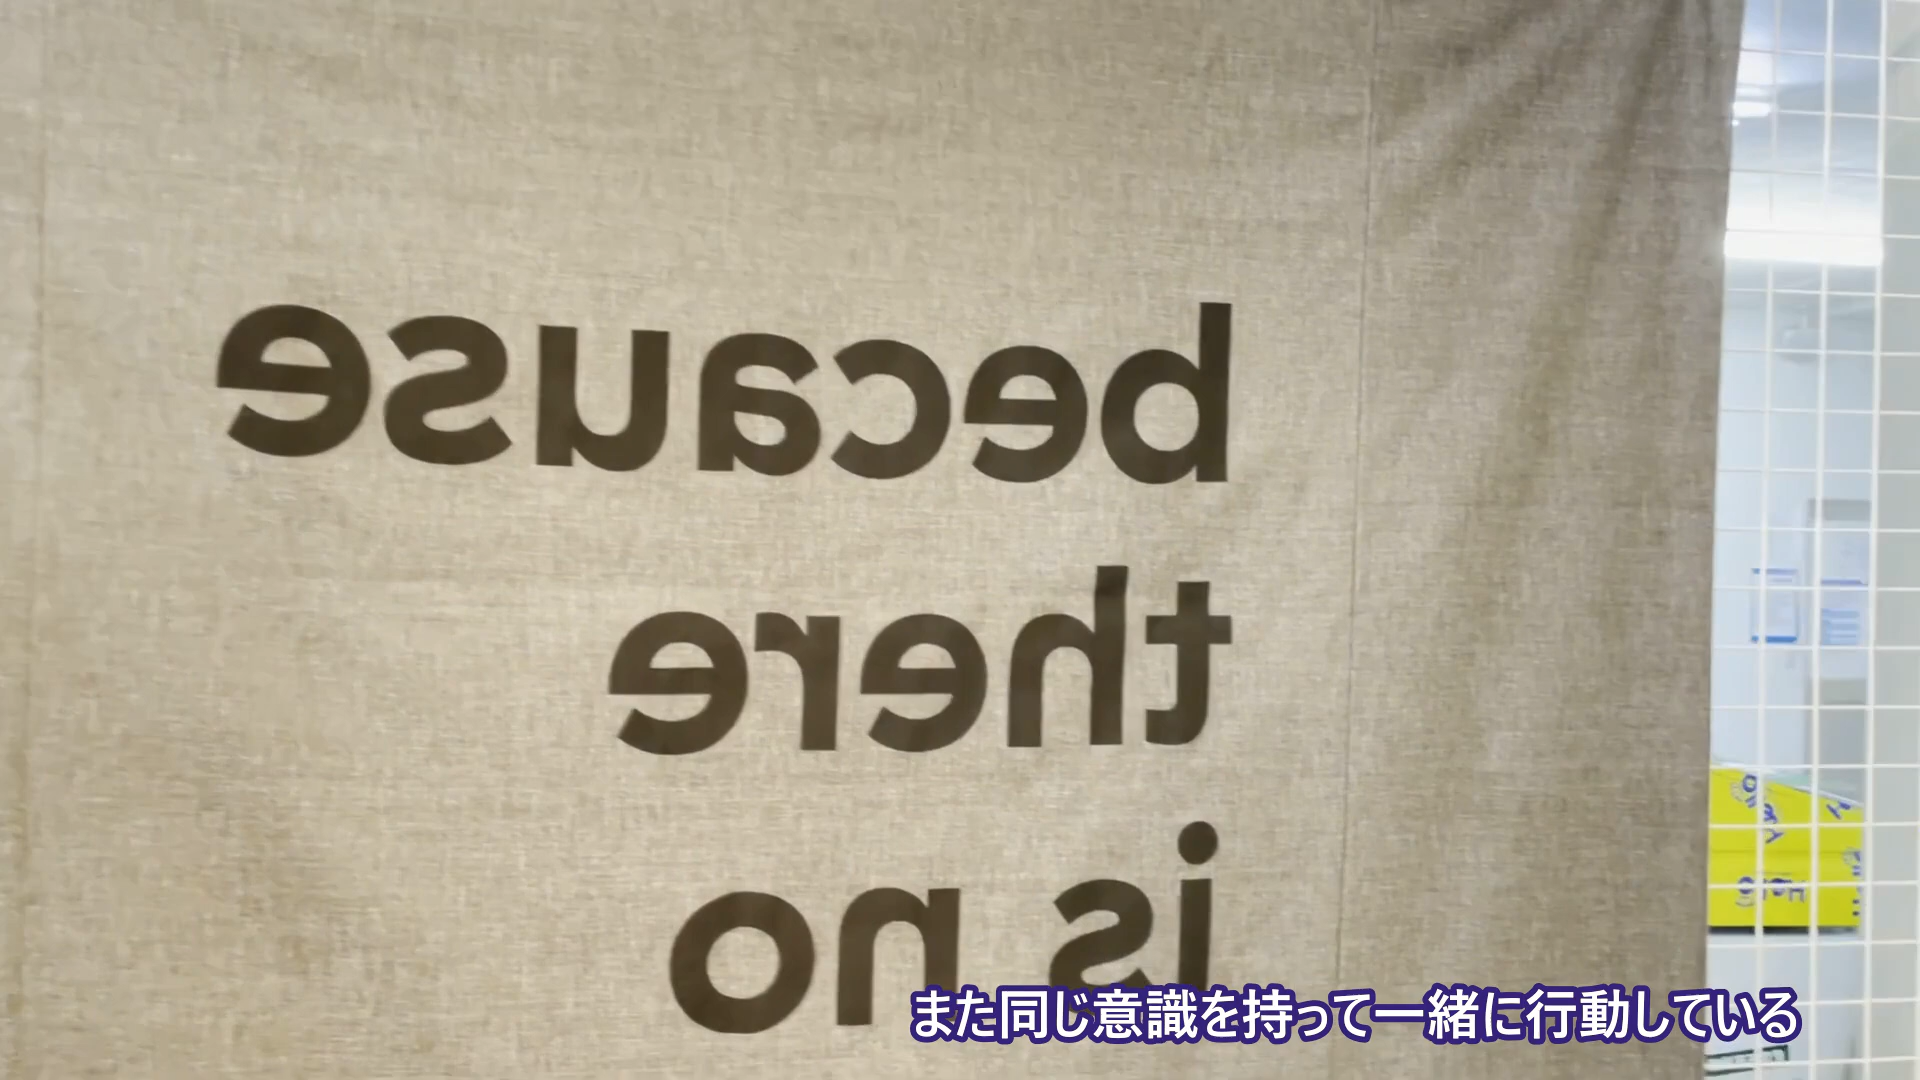 because
there
is no
また同じ意識を持って一緒に行動している